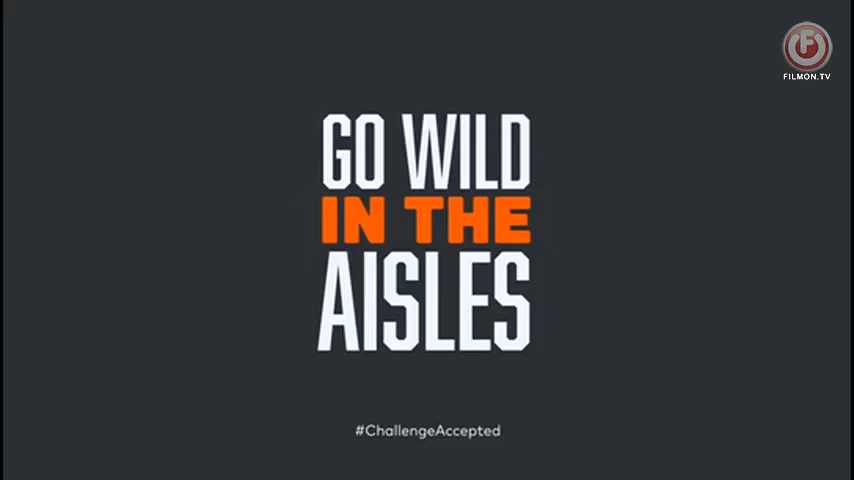 F
FILMON.TV
GO WILD
IN THE
AISLES
#ChallengeAccepted